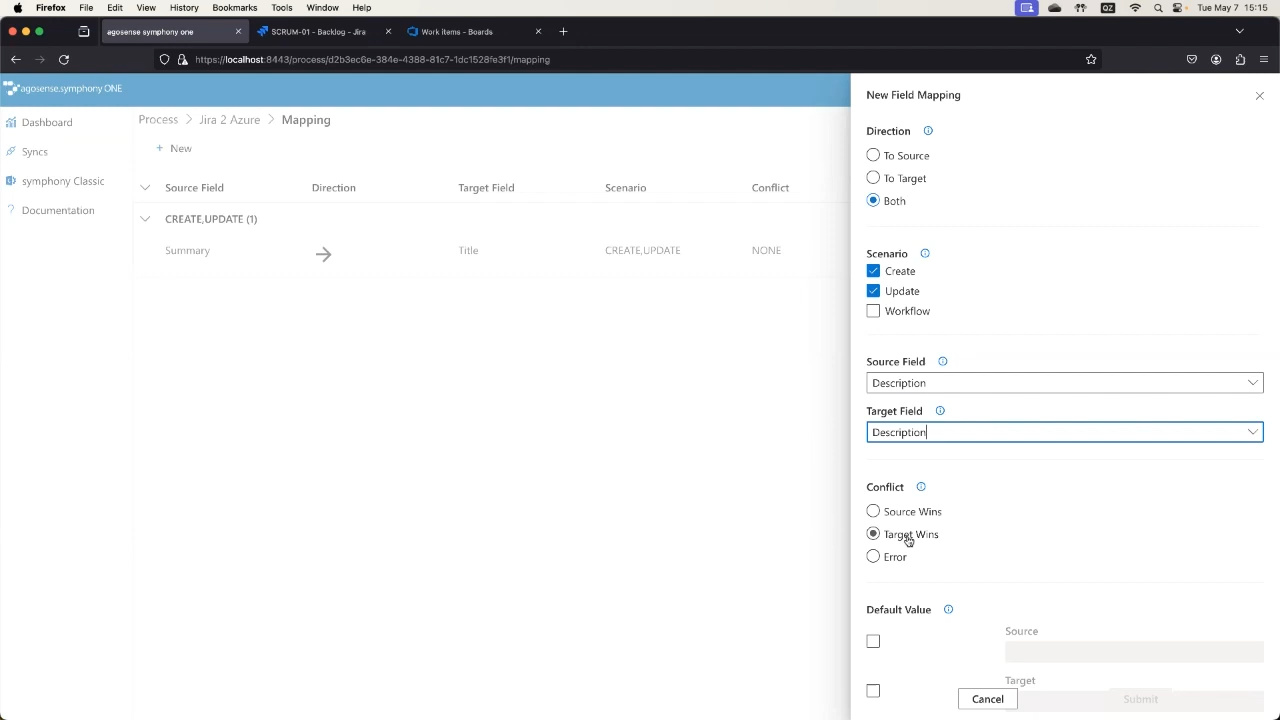 Firefox File Edit View History Bookmarks Tools Window Help QZ Tue May 7 15:15
agosense symphony one SCRUM-01 - Backlog - Jira Work items - Boards
https://localhost:8443/process/d2b3ec6e-384e-4388-81c7-1dc1528fe3f1/mapping
agosense.symphony ONE
Dashboard
Syncs
symphony Classic
Documentation
Process > Jira 2 Azure > Mapping
+ New
Source Field Direction Target Field Scenario Conflict
CREATE,UPDATE (1)
Summary → Title CREATE,UPDATE NONE
New Field Mapping
Direction
To Source
To Target
Both
Scenario
Create
Update
Workflow
Source Field
Description
Target Field
Description
Conflict
Source Wins
Target Wins
Error
Default Value
Source
Target
Cancel Submit